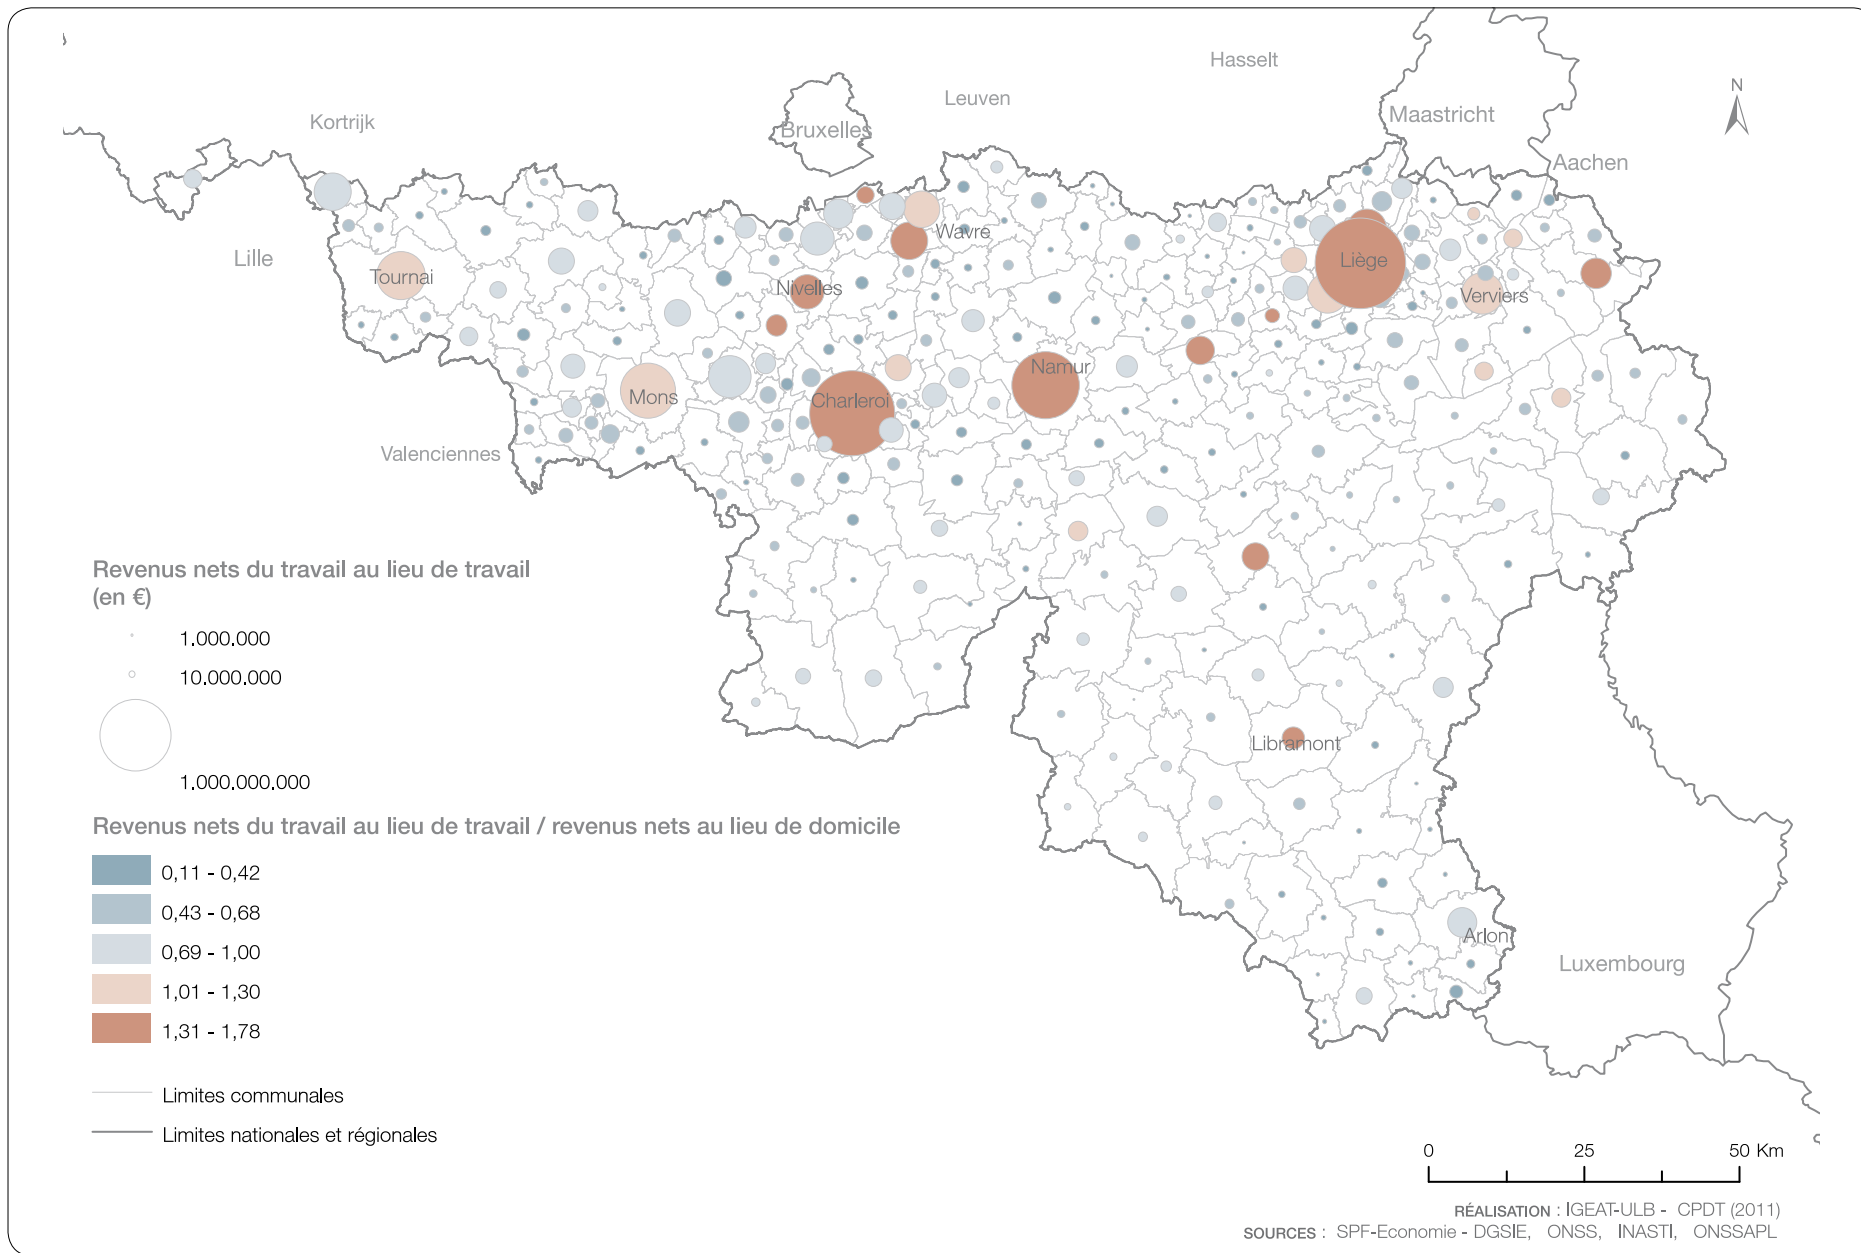 Hasselt
Leuven
Kortrijk
Bruxelles
Maastricht
Aachen
N
Lille
Tournai
Wavre
Nivelles
Liège
Verviers
Namur
Charleroi
Mons
Valenciennes
Libramont
Arlon
Luxembourg
Revenus nets du travail au lieu de travail
(en €)
1.000.000
10.000.000
1.000.000.000
Revenus nets du travail au lieu de travail / revenus nets au lieu de domicile
0,11 - 0,42
0,43 - 0,68
0,69 - 1,00
1,01 - 1,30
1,31 - 1,78
Limites communales
Limites nationales et régionales
0 25 50 Km
RÉALISATION : IGEAT-ULB - CPDT (2011)
SOURCES : SPF-Economie - DGSIE, ONSS, INASTI, ONSSAPL